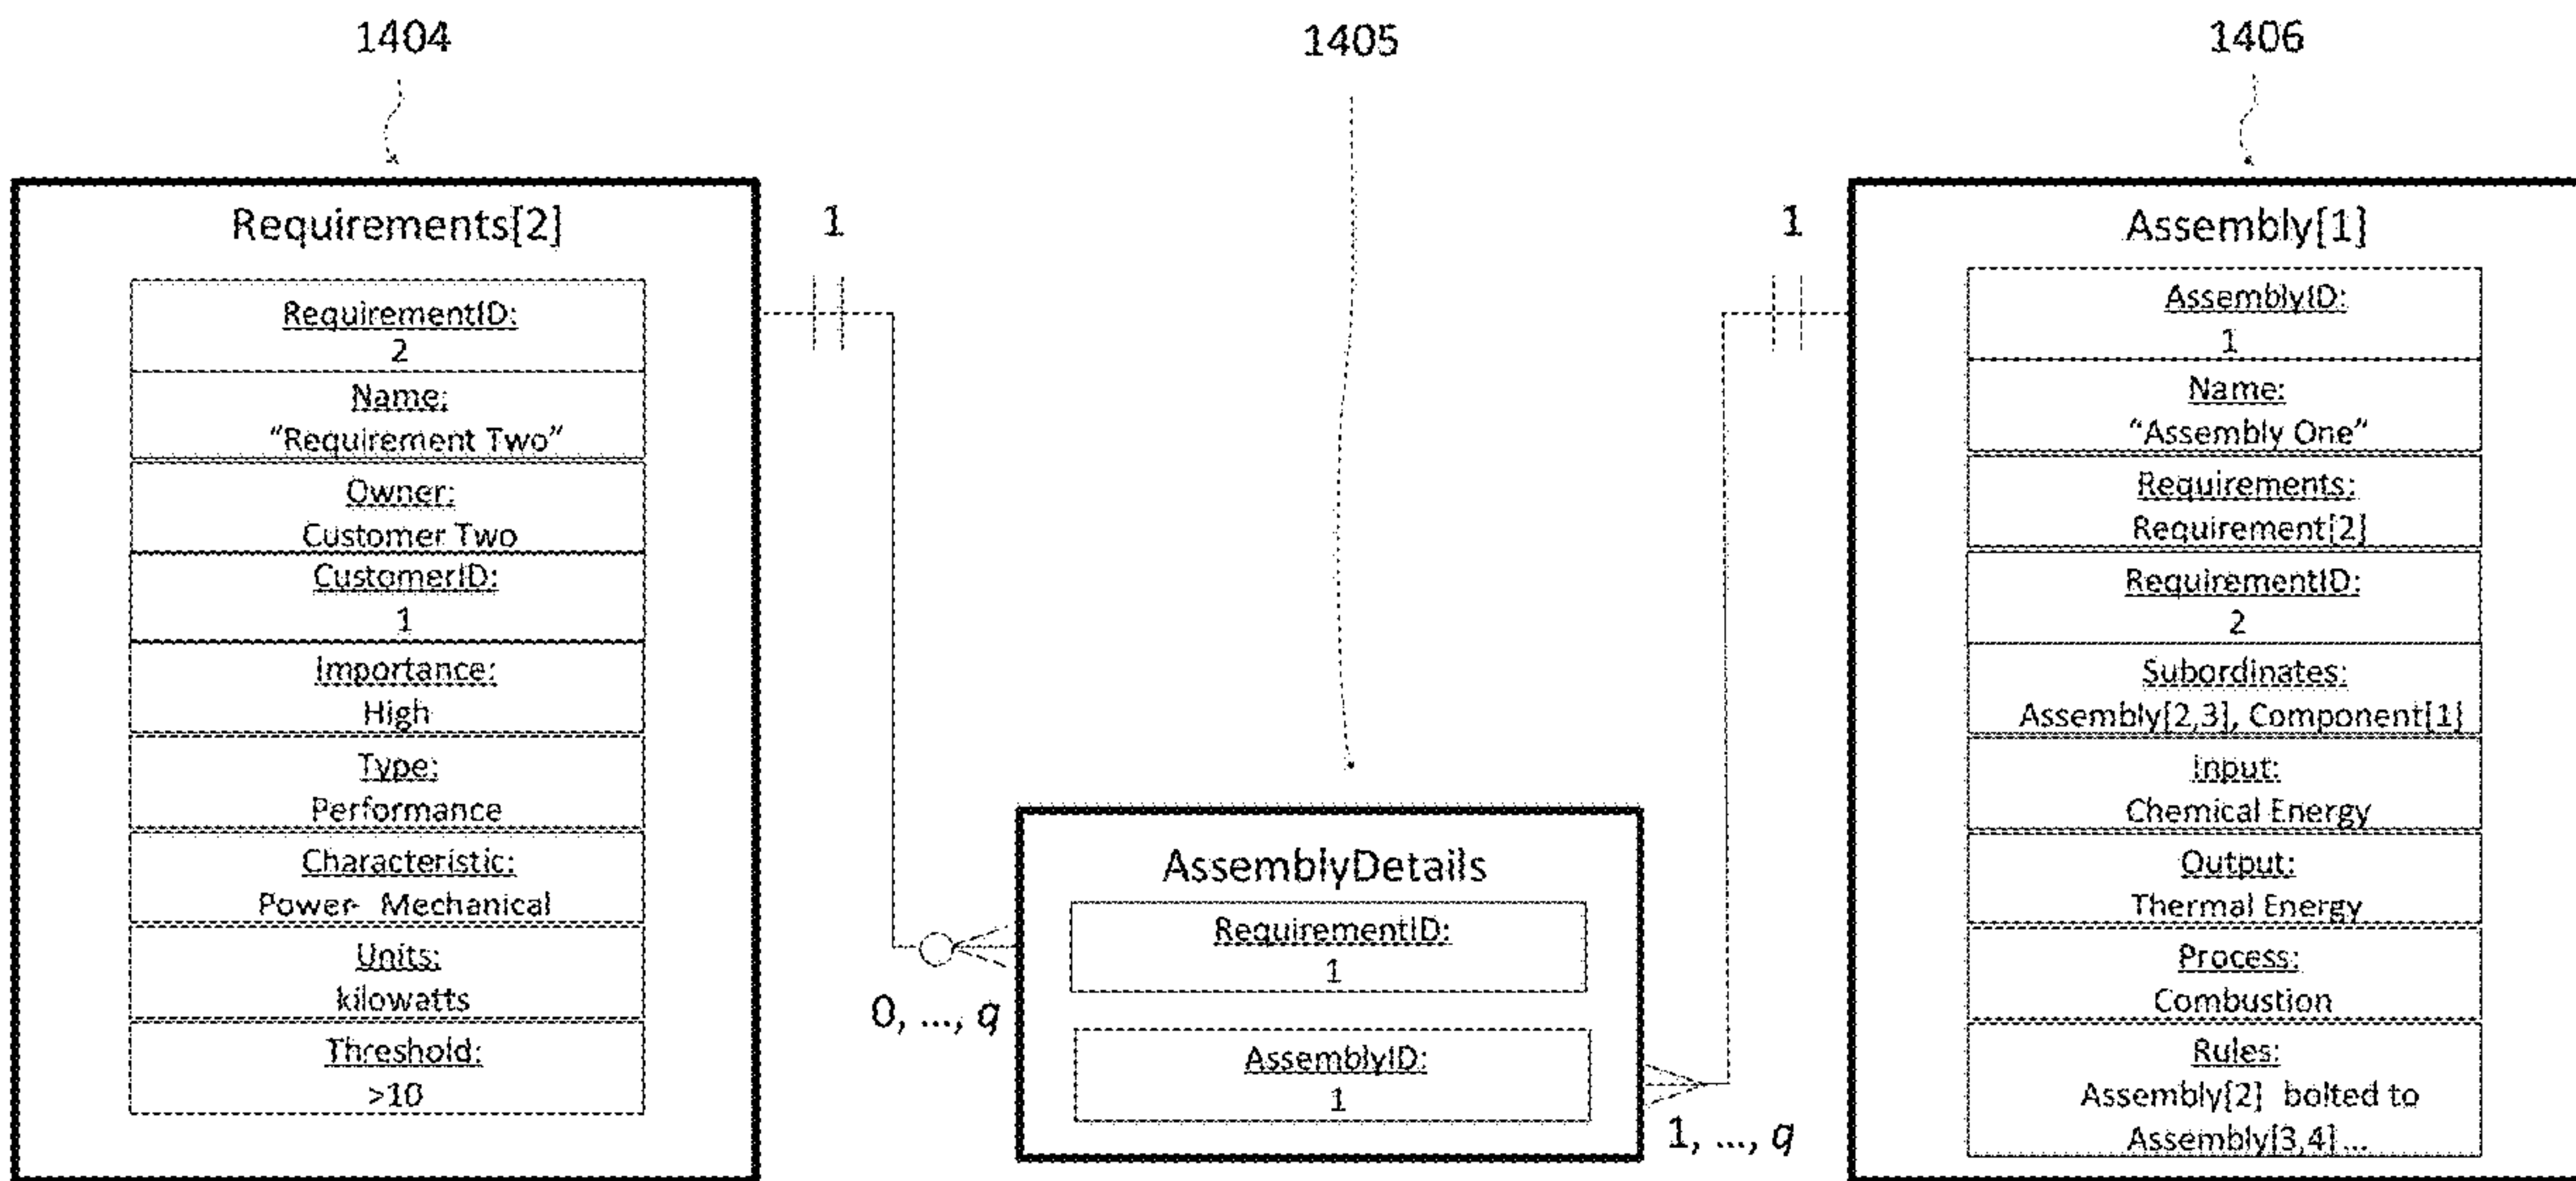 1404
1405
1406
Requirements[2]
RequirementID:
2
Name:
“Requirement Two”
Owner:
Customer Two
CustomerID:
1
Importance:
High
Type:
Performance
Characteristic:
Power- Mechanical
Units:
kilowatts
Threshold:
>10
1
0, ..., q
AssemblyDetails
RequirementID:
1
AssemblyID:
1
1
1, ..., q
Assembly[1]
AssemblyID:
1
Name:
“Assembly One”
Requirements:
Requirement[2]
RequirementID:
2
Subordinates:
Assembly[2,3], Component[1]
Input:
Chemical Energy
Output:
Thermal Energy
Process:
Combustion
Rules:
Assembly[2] bolted to
Assembly[3,4]...